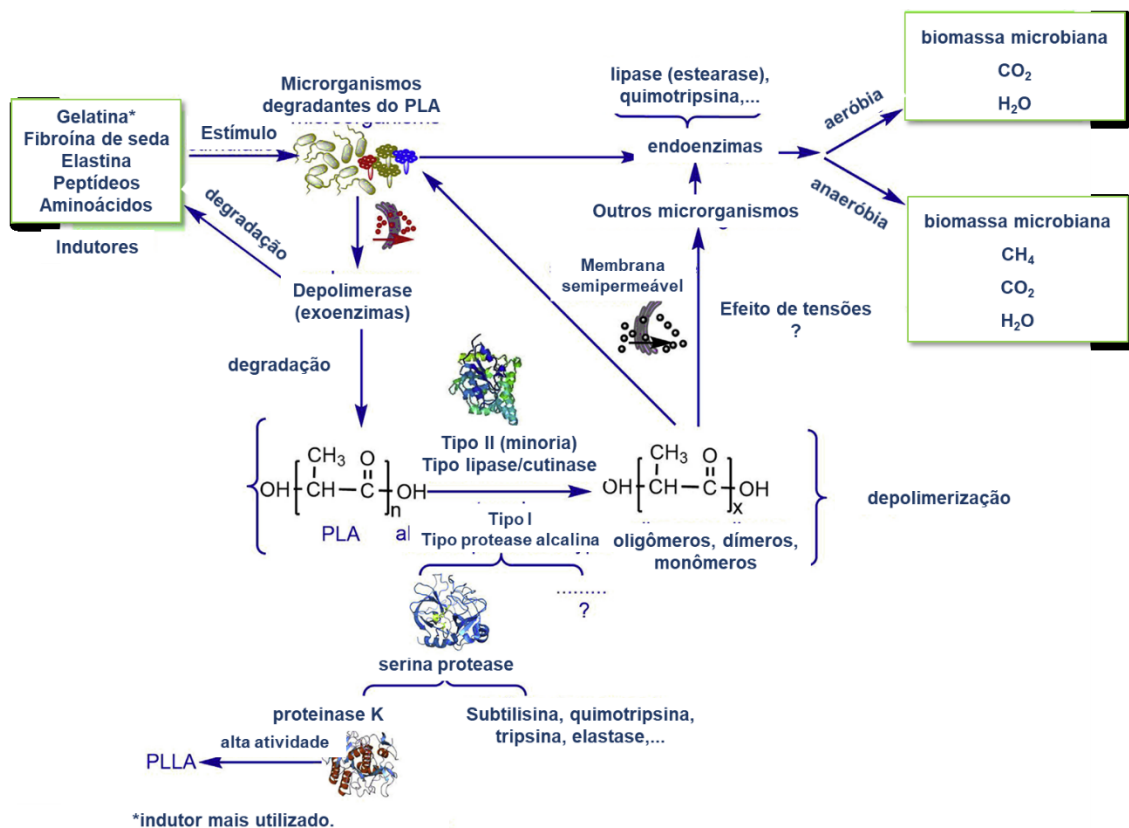 Gelatina*
Fibroína de seda
Elastina
Peptídeos
Aminoácidos
Indutores
Estímulo
degradação
Microrganismos
degradantes do PLA
Depolimerase
(exoenzimas)
degradação
lipase (estearase),
quimotripsina,...
endoenzimas
Outros microrganismos
Membrana
semipermeável
Efeito de tensões
?
aeróbia
anaeróbia
biomassa microbiana
CO2
H2O
biomassa microbiana
CH4
CO2
H2O
CH3 O
OH CH C OH
n
PLA
Tipo II (minoria)
Tipo lipase/cutinase
Tipo I
Tipo protease alcalina
CH3 O
OH CH C OH
x
oligômeros, dímeros,
monômeros
depolimerização
.........
?
serina protease
proteinase K
Subtilisina, quimotripsina,
tripsina, elastase,...
alta atividade
PLLA
*indutor mais utilizado.